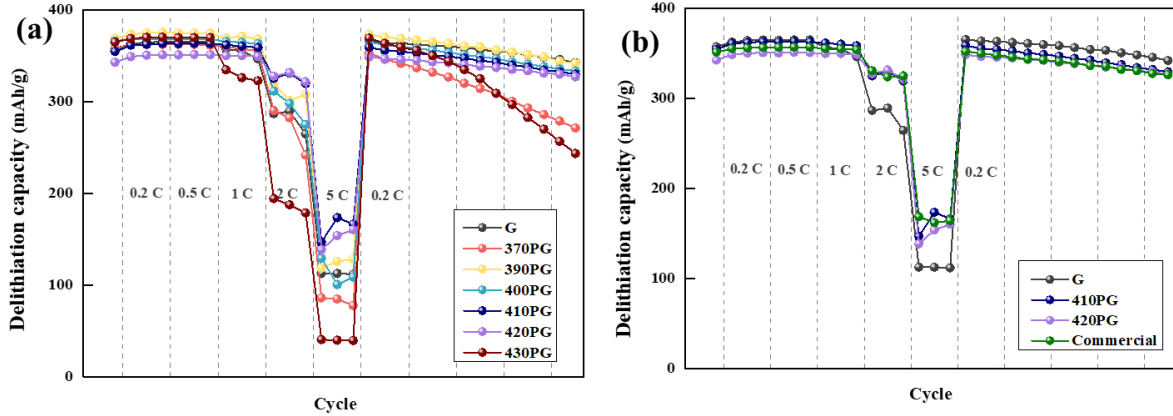 (a)
Delithiation capacity (mAh/g)
400
300
200
100
0
0.2 C
0.5 C
1 C
2 C
5 C
0.2 C
G
370PG
390PG
400PG
410PG
420PG
430PG
Cycle
(b)
Delithiation capacity (mAh/g)
400
300
200
100
0
0.2 C
0.5 C
1 C
2 C
5 C
0.2 C
G
410PG
420PG
Commercial
Cycle